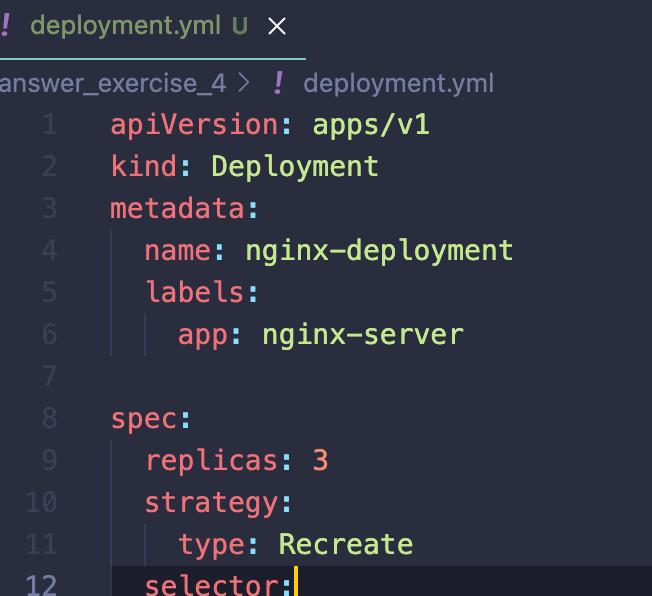 ! deployment.yml U ×
answer_exercise_4 > ! deployment.yml
1 apiVersion: apps/v1
2 kind: Deployment
3 metadata:
4   name: nginx-deployment
5   labels:
6     app: nginx-server
7
8 spec:
9   replicas: 3
10   strategy:
11     type: Recreate
12   selector: